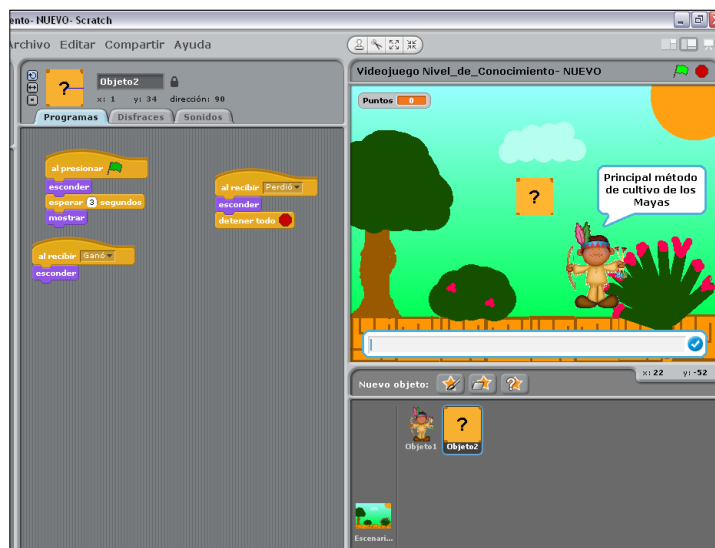 ento- NUEVO- Scratch
Archivo Editar Compartir Ayuda
Objeto2
x: 1 y: 34 dirección: 90
Programas Disfraces Sonidos
al presionar
esconder
esperar 3 segundos
mostrar
al recibir Ganó
esconder
al recibir Perdió
esconder
detener todo
Videojuego Nivel_de_Conocimiento- NUEVO
Puntos 0
?
Principal método
de cultivo de los
Mayas
x: 22 y: -52
Nuevo objeto:
?
Objeto1 Objeto2
Escenari...